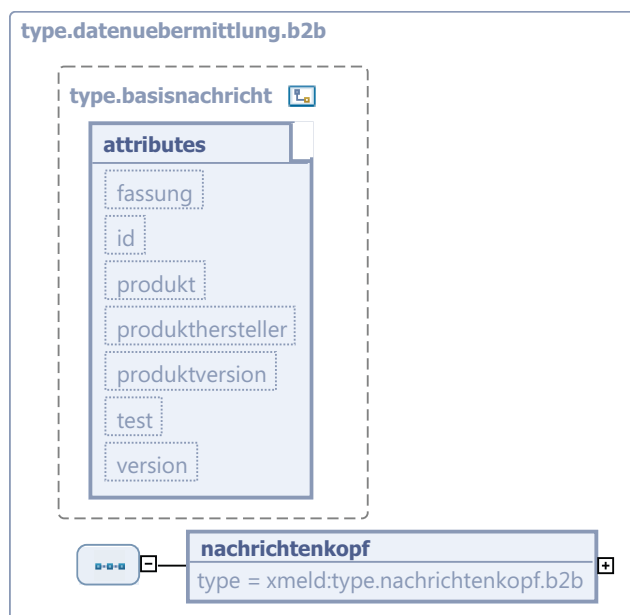 type.datenuebermittlung.b2b
type.basisnachricht
attributes
fassung
id
produkt
produkthersteller
produktversion
test
version
nachrichtenkopf
type = xmeld:type.nachrichtenkopf.b2b